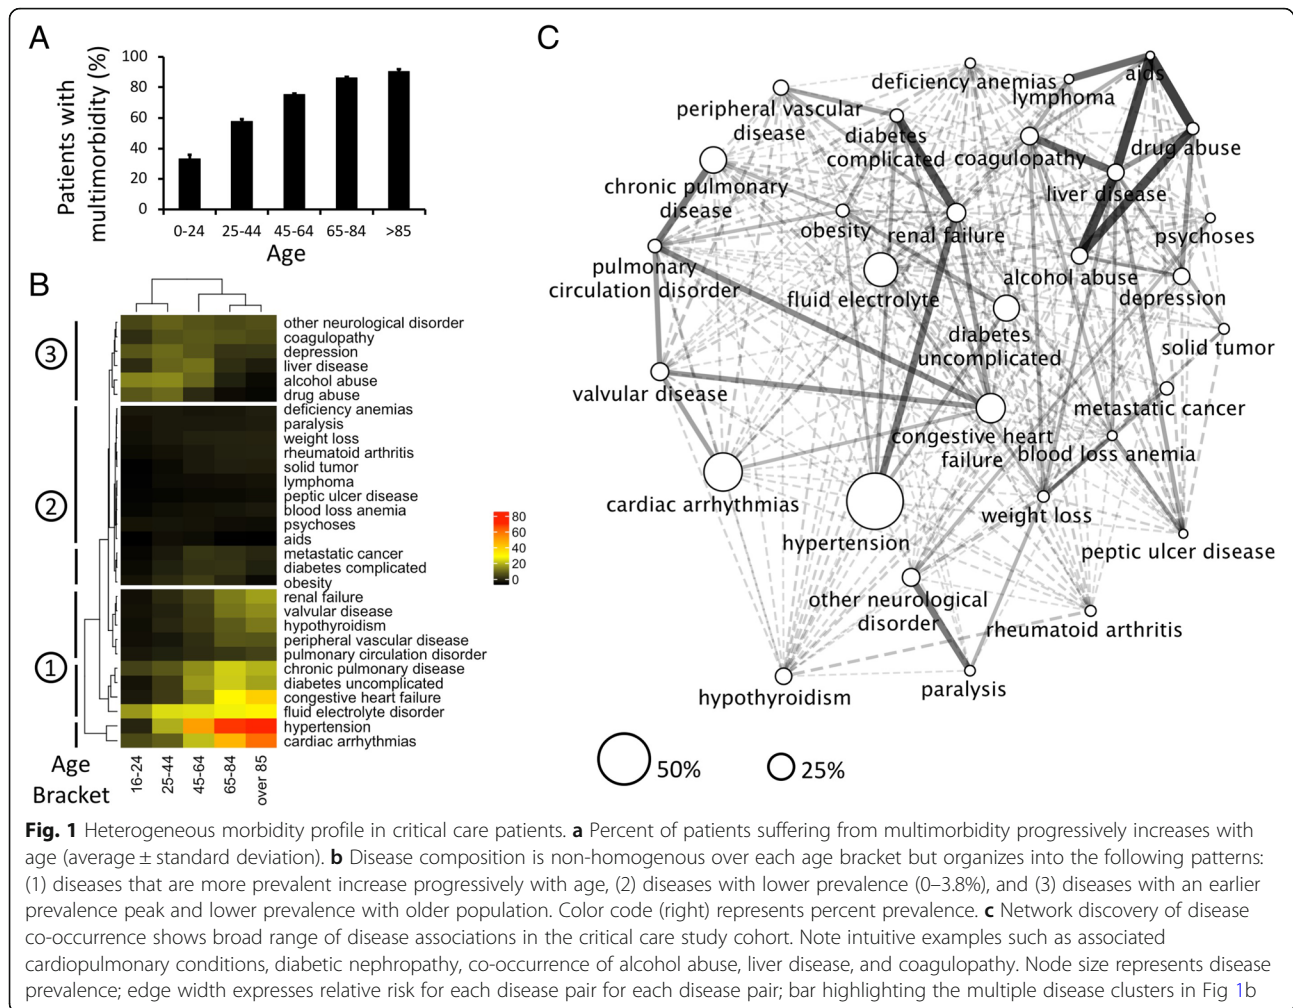 A
Patients with
multimorbidity (%)
100
80
60
40
20
0
0-24 25-44 45-64 65-84 >85
Age
B
3
2
1
other neurological disorder
coagulopathy
depression
liver disease
alcohol abuse
drug abuse
deficiency anemias
paralysis
weight loss
rheumatoid arthritis
solid tumor
lymphoma
peptic ulcer disease
blood loss anemia
psychoses
aids
metastatic cancer
diabetes complicated
obesity
renal failure
valvular disease
hypothyroidism
peripheral vascular disease
pulmonary circulation disorder
chronic pulmonary disease
diabetes uncomplicated
congestive heart failure
fluid electrolyte disorder
hypertension
cardiac arrhythmias
80
60
40
20
0
Age
Bracket
16-24
25-44
45-64
65-84
over 85
C
deficiency anemias
aids
lymphoma
peripheral vascular
disease
diabetes
complicated
coagulopathy
drug abuse
chronic pulmonary
disease
liver disease
obesity
renal failure
psychoses
pulmonary
circulation disorder
fluid electrolyte
alcohol abuse
depression
diabetes
uncomplicated
solid tumor
valvular disease
metastatic cancer
congestive heart
failure
blood loss anemia
cardiac arrhythmias
weight loss
hypertension
peptic ulcer disease
other neurological
disorder
rheumatoid arthritis
hypothyroidism
paralysis
50%
25%
Fig. 1 Heterogeneous morbidity profile in critical care patients. a Percent of patients suffering from multimorbidity progressively increases with
age (average ± standard deviation). b Disease composition is non-homogenous over each age bracket but organizes into the following patterns:
(1) diseases that are more prevalent increase progressively with age, (2) diseases with lower prevalence (0–3.8%), and (3) diseases with an earlier
prevalence peak and lower prevalence with older population. Color code (right) represents percent prevalence. c Network discovery of disease
co-occurrence shows broad range of disease associations in the critical care study cohort. Note intuitive examples such as associated
cardiopulmonary conditions, diabetic nephropathy, co-occurrence of alcohol abuse, liver disease, and coagulopathy. Node size represents disease
prevalence; edge width expresses relative risk for each disease pair for each disease pair; bar highlighting the multiple disease clusters in Fig 1b